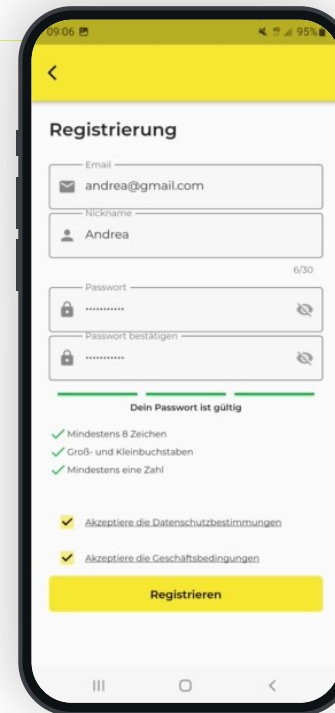 09:06 95%
Registrierung
Email
andrea@gmail.com
Nickname
Andrea
6/30
Passwort
•••••••••••
Passwort bestätigen
•••••••••••
Dein Passwort ist gültig
Mindestens 8 Zeichen
Groß- und Kleinbuchstaben
Mindestens eine Zahl
Akzeptiere die Datenschutzbestimmungen
Akzeptiere die Geschäftsbedingungen
Registrieren